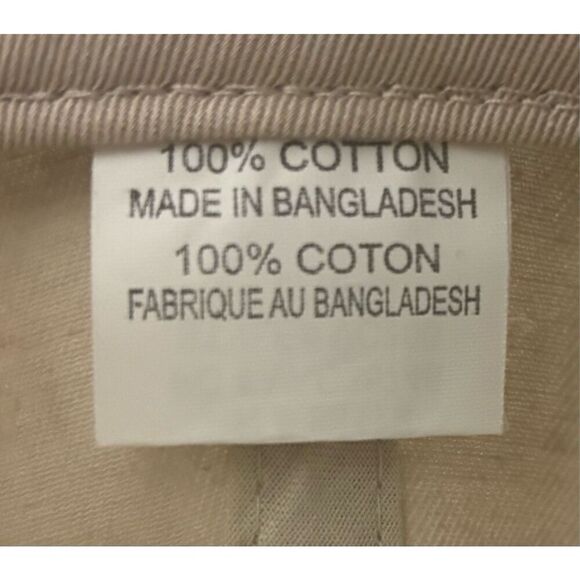 100% COTTON
MADE IN BANGLADESH
100% COTON
FABRIQUE AU BANGLADESH